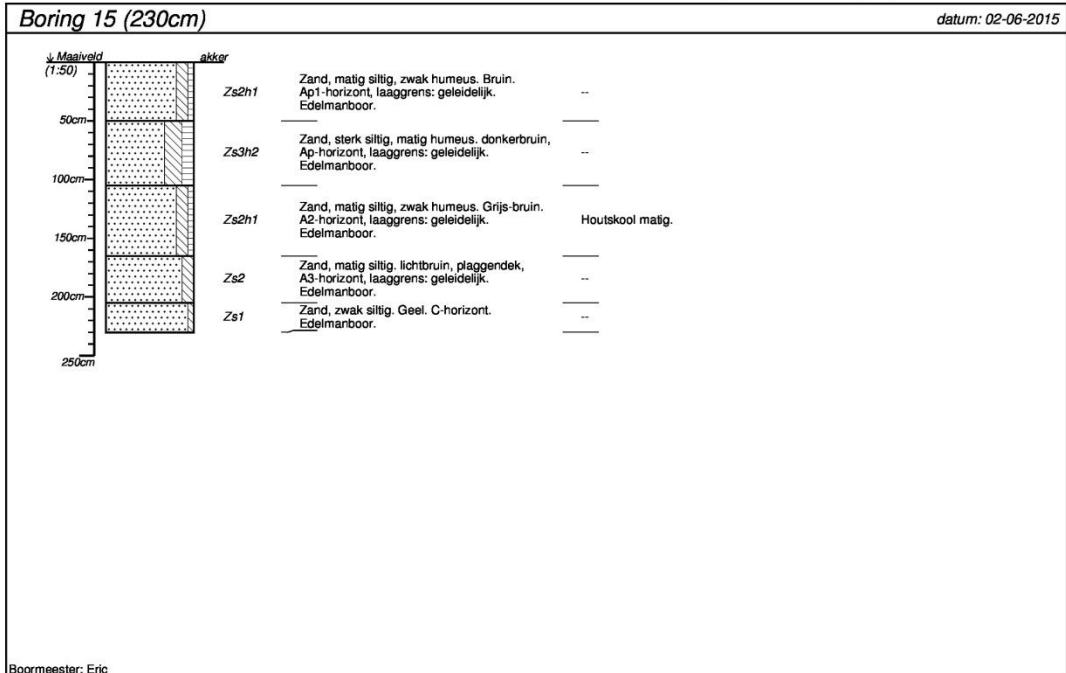 Boring 15 (230cm)
datum: 02-06-2015
↓ Maaiveld
akker
(1:50)
Zs2h1
Zand, matig siltig, zwak humeus. Bruin.
Ap1-horizont, laaggrens: geleidelijk.
Edelmanboor.
--
50cm
Zs3h2
Zand, sterk siltig, matig humeus. donkerbruin,
Ap-horizont, laaggrens: geleidelijk.
Edelmanboor.
--
100cm
Zs2h1
Zand, matig siltig, zwak humeus. Grijs-bruin.
A2-horizont, laaggrens: geleidelijk.
Edelmanboor.
Houtskool matig.
150cm
Zs2
Zand, matig siltig. lichtbruin, plaggendek,
A3-horizont, laaggrens: geleidelijk.
Edelmanboor.
--
200cm
Zs1
Zand, zwak siltig. Geel. C-horizont.
Edelmanboor.
--
250cm
Boormeester: Eric